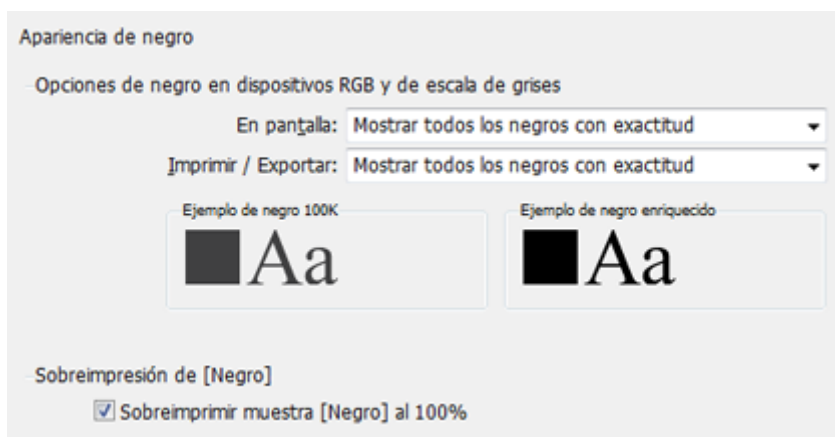 Apariencia de negro
Opciones de negro en dispositivos RGB y de escala de grises
En pantalla: Mostrar todos los negros con exactitud
Imprimir / Exportar: Mostrar todos los negros con exactitud
Ejemplo de negro 100K
Aa
Ejemplo de negro enriquecido
Aa
Sobreimpresión de [Negro]
Sobreimprimir muestra [Negro] al 100%